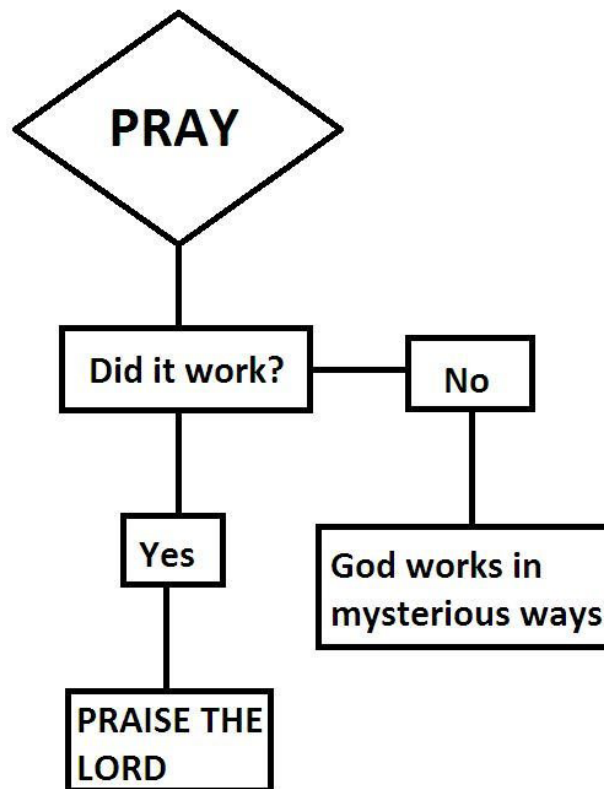 PRAY
Did it work?
No
Yes
God works in
mysterious ways
PRAISE THE
LORD